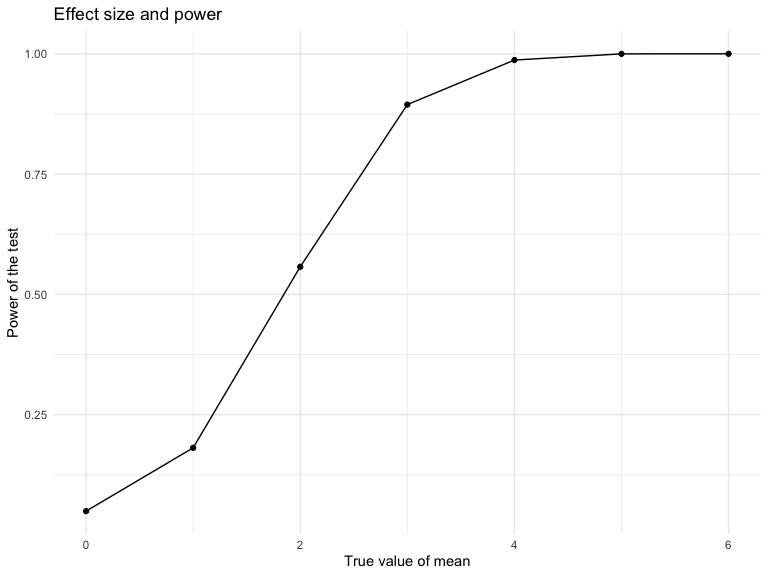 Effect size and power
1.00
0.75
0.50
0.25
Power of the test
0 2 4 6
True value of mean